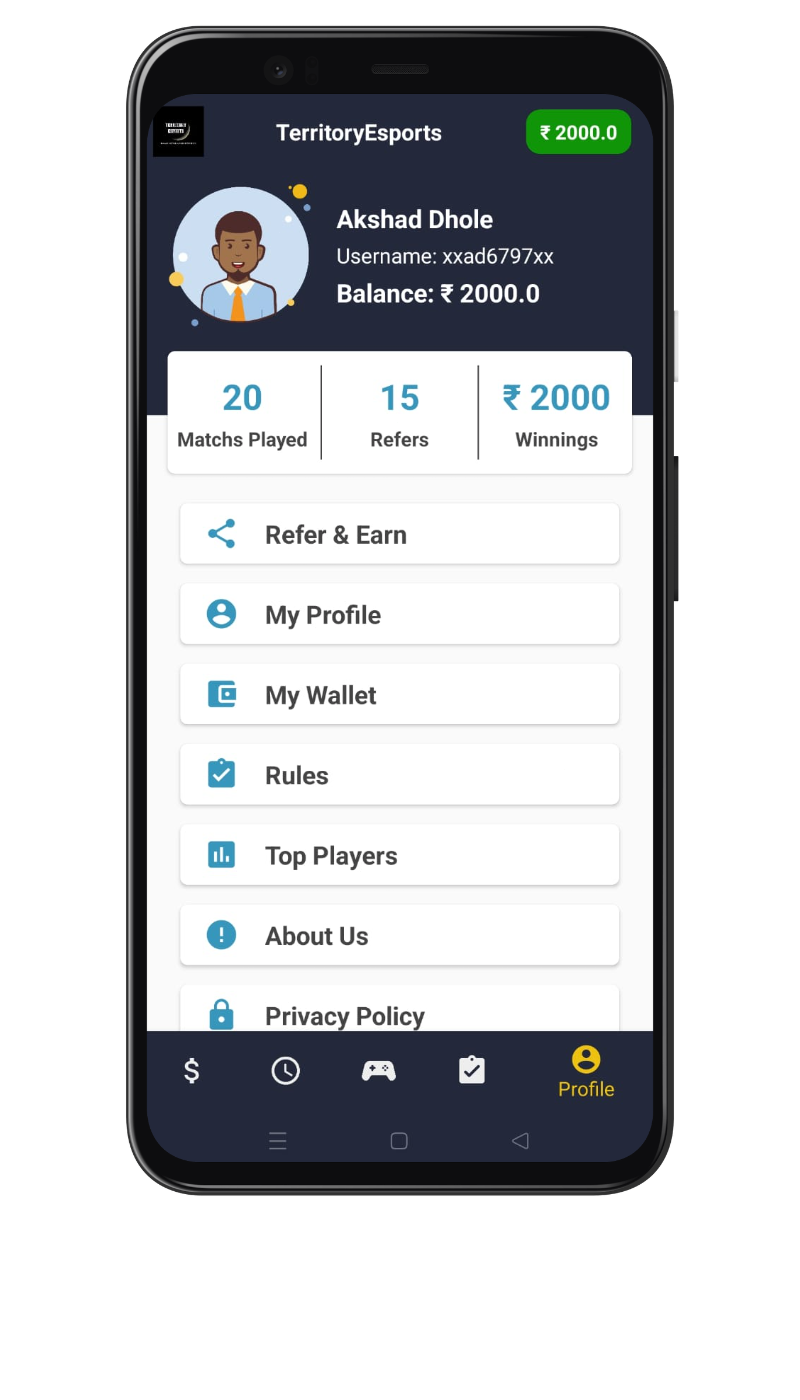 TerritoryEsports
₹ 2000.0
Akshad Dhole
Username: xxad6797xx
Balance: ₹ 2000.0
20
15
₹ 2000
Matchs Played
Refers
Winnings
Refer & Earn
My Profile
My Wallet
Rules
Top Players
About Us
Privacy Policy
$
Profile